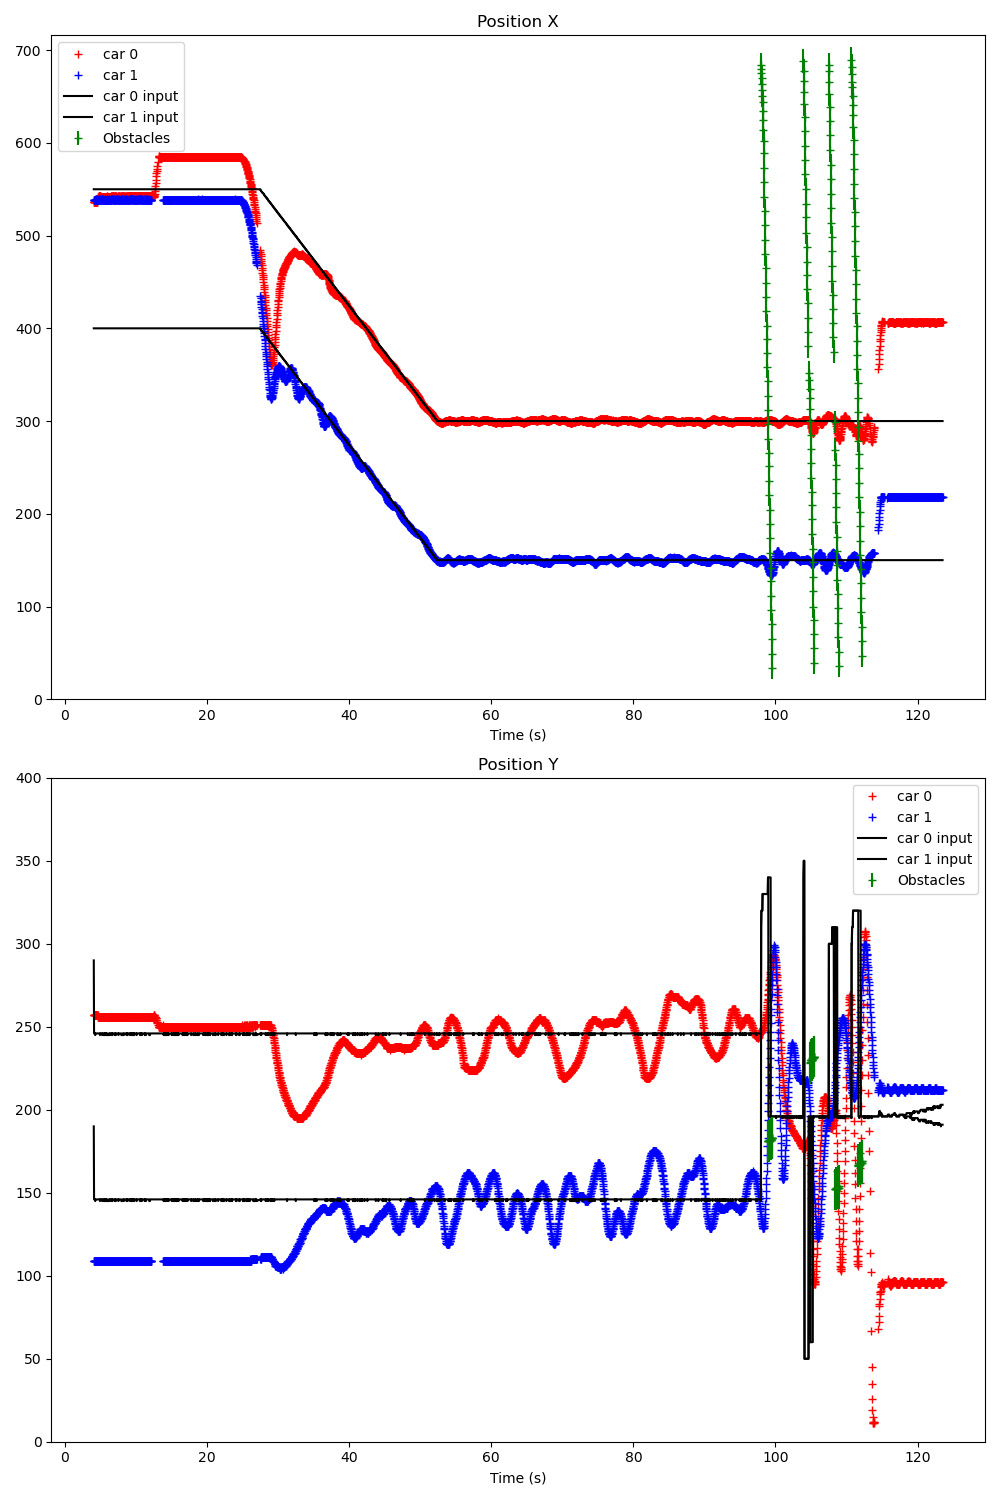 Position X
car 0
car 1
car 0 input
car 1 input
Obstacles
700
600
500
400
300
200
100
0
0 20 40 60 80 100 120
Time (s)
Position Y
car 0
car 1
car 0 input
car 1 input
Obstacles
400
350
300
250
200
150
100
50
0
0 20 40 60 80 100 120
Time (s)